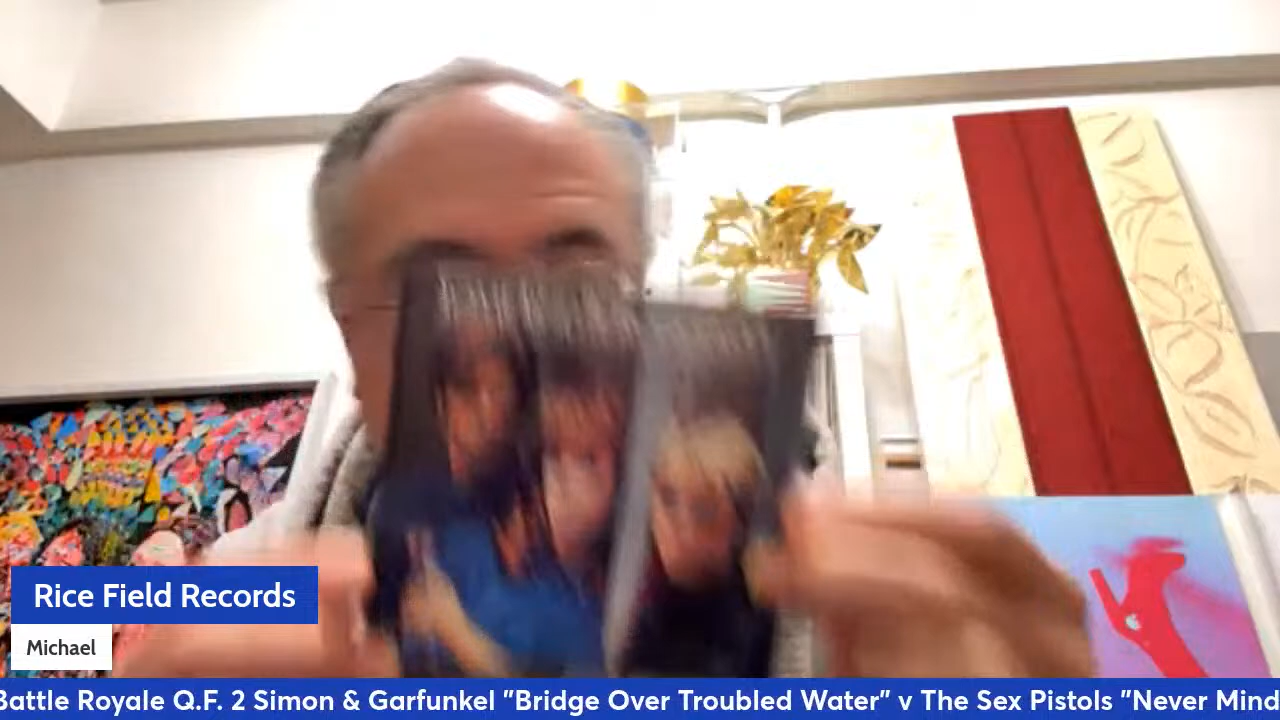 Rice Field Records
Michael
Battle Royale Q.F. 2 Simon & Garfunkel "Bridge Over Troubled Water" v The Sex Pistols "Never Mind